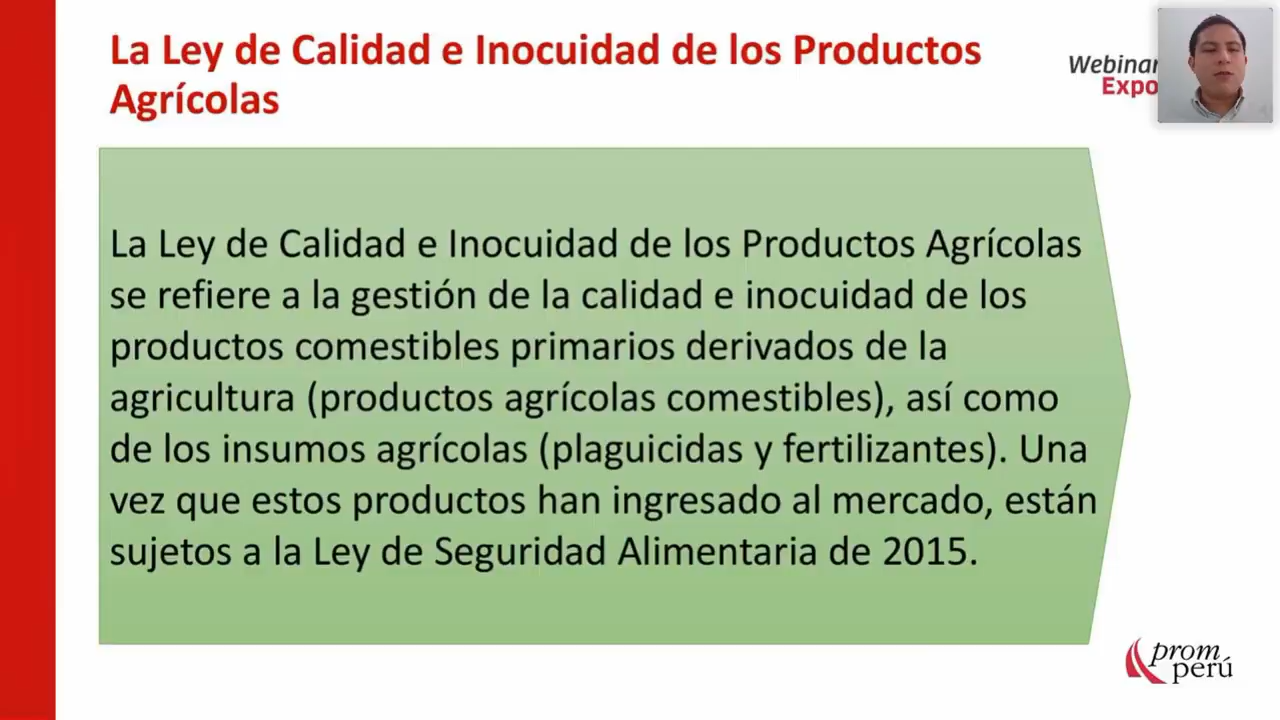 La Ley de Calidad e Inocuidad de los Productos
Agrícolas
Webinar
Expo
La Ley de Calidad e Inocuidad de los Productos Agrícolas
se refiere a la gestión de la calidad e inocuidad de los
productos comestibles primarios derivados de la
agricultura (productos agrícolas comestibles), así como
de los insumos agrícolas (plaguicidas y fertilizantes). Una
vez que estos productos han ingresado al mercado, están
sujetos a la Ley de Seguridad Alimentaria de 2015.
prom
perú